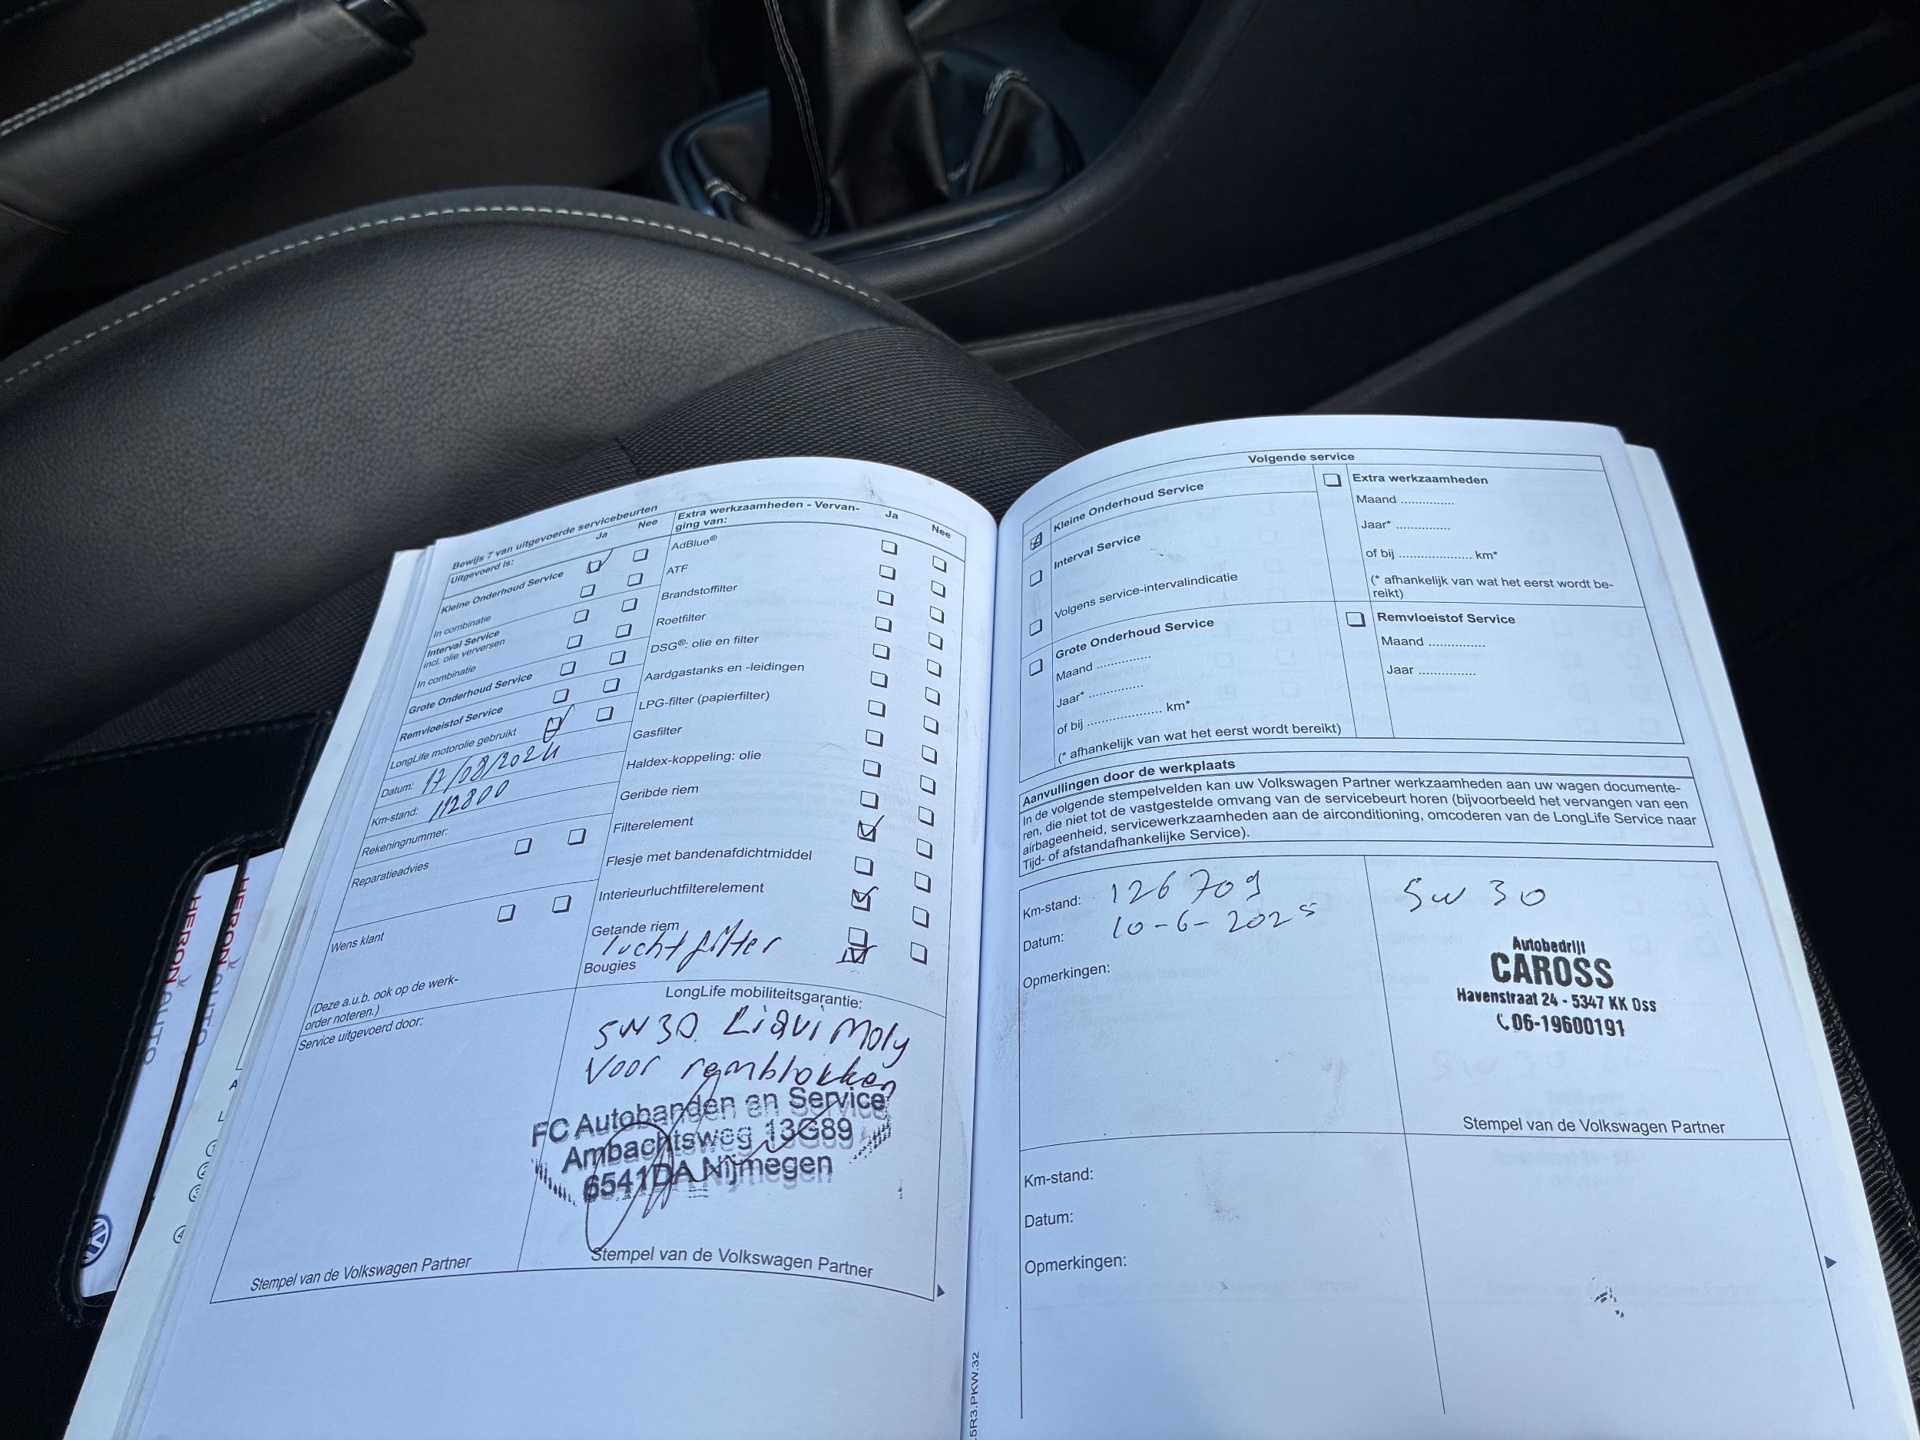 Bewijs 7 van uitgevoerde servicebeurten
Uitgevoerd is:
Ja
Nee
Kleine Onderhoud Service
In combinatie
Interval Service
incl. olie verversen
In combinatie
Grote Onderhoud Service
Remvloeistof Service
LongLife motorolie gebruikt
Datum: 17/08/2024
Km-stand: 112800
Rekeningnummer:
Reparatieadvies
Wens klant
(Deze a.u.b. ook op de werk-
order noteren.)
Service uitgevoerd door:
Stempel van de Volkswagen Partner
Extra werkzaamheden - Vervan-
ging van:
Ja
Nee
AdBlue®
ATF
Brandstoffilter
Roetfilter
DSG®: olie en filter
Aardgastanks en -leidingen
LPG-filter (papierfilter)
Gasfilter
Haldex-koppeling: olie
Geribde riem
Filterelement
Flesje met bandenafdichtmiddel
Interieurluchtfilterelement
Getande riem
luchtfilter
Bougies
LongLife mobiliteitsgarantie:
5W30 Liqui Moly
Voor remblokken
FC Autobanden en Service
Ambachtsweg 13G89
6541DA Nijmegen
Stempel van de Volkswagen Partner
Volgende service
Kleine Onderhoud Service
Interval Service
Volgens service-intervalindicatie
Grote Onderhoud Service
Maand ...............
Jaar* ...............
of bij .................... km*
(* afhankelijk van wat het eerst wordt bereikt)
Extra werkzaamheden
Maand ...............
Jaar* ...............
of bij .................... km*
(* afhankelijk van wat het eerst wordt be-
reikt)
Remvloeistof Service
Maand ...............
Jaar ...............
Aanvullingen door de werkplaats
In de volgende stempelvelden kan uw Volkswagen Partner werkzaamheden aan uw wagen documente-
ren, die niet tot de vastgestelde omvang van de servicebeurt horen (bijvoorbeeld het vervangen van een
airbageenheid, servicewerkzaamheden aan de airconditioning, omcoderen van de LongLife Service naar
Tijd- of afstandafhankelijke Service).
Km-stand: 126709
Datum: 10-6-2025
Opmerkingen:
5W30
Autobedrijf
CAROSS
Havenstraat 24 - 5347 KK Oss
06-19600191
Stempel van de Volkswagen Partner
Km-stand:
Datum:
Opmerkingen:
5R3.PKW.32
HERON AUTO
HERON AUTO